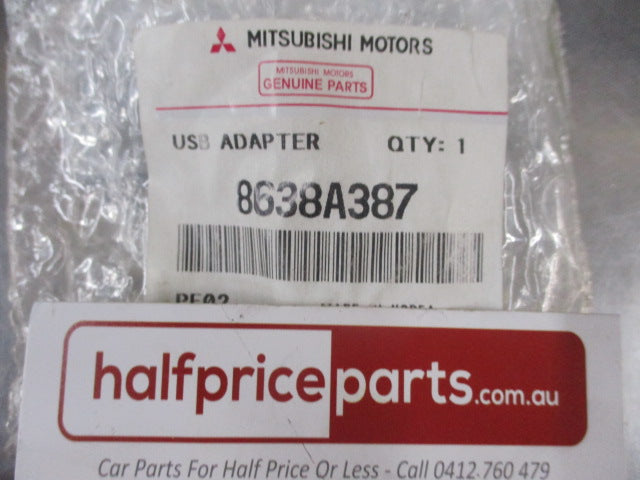 MITSUBISHI MOTORS
MITSUBISHI MOTORS
GENUINE PARTS
USB ADAPTER QTY: 1
8638A387
halfpriceparts.com.au
Car Parts For Half Price Or Less - Call 0412 760 479